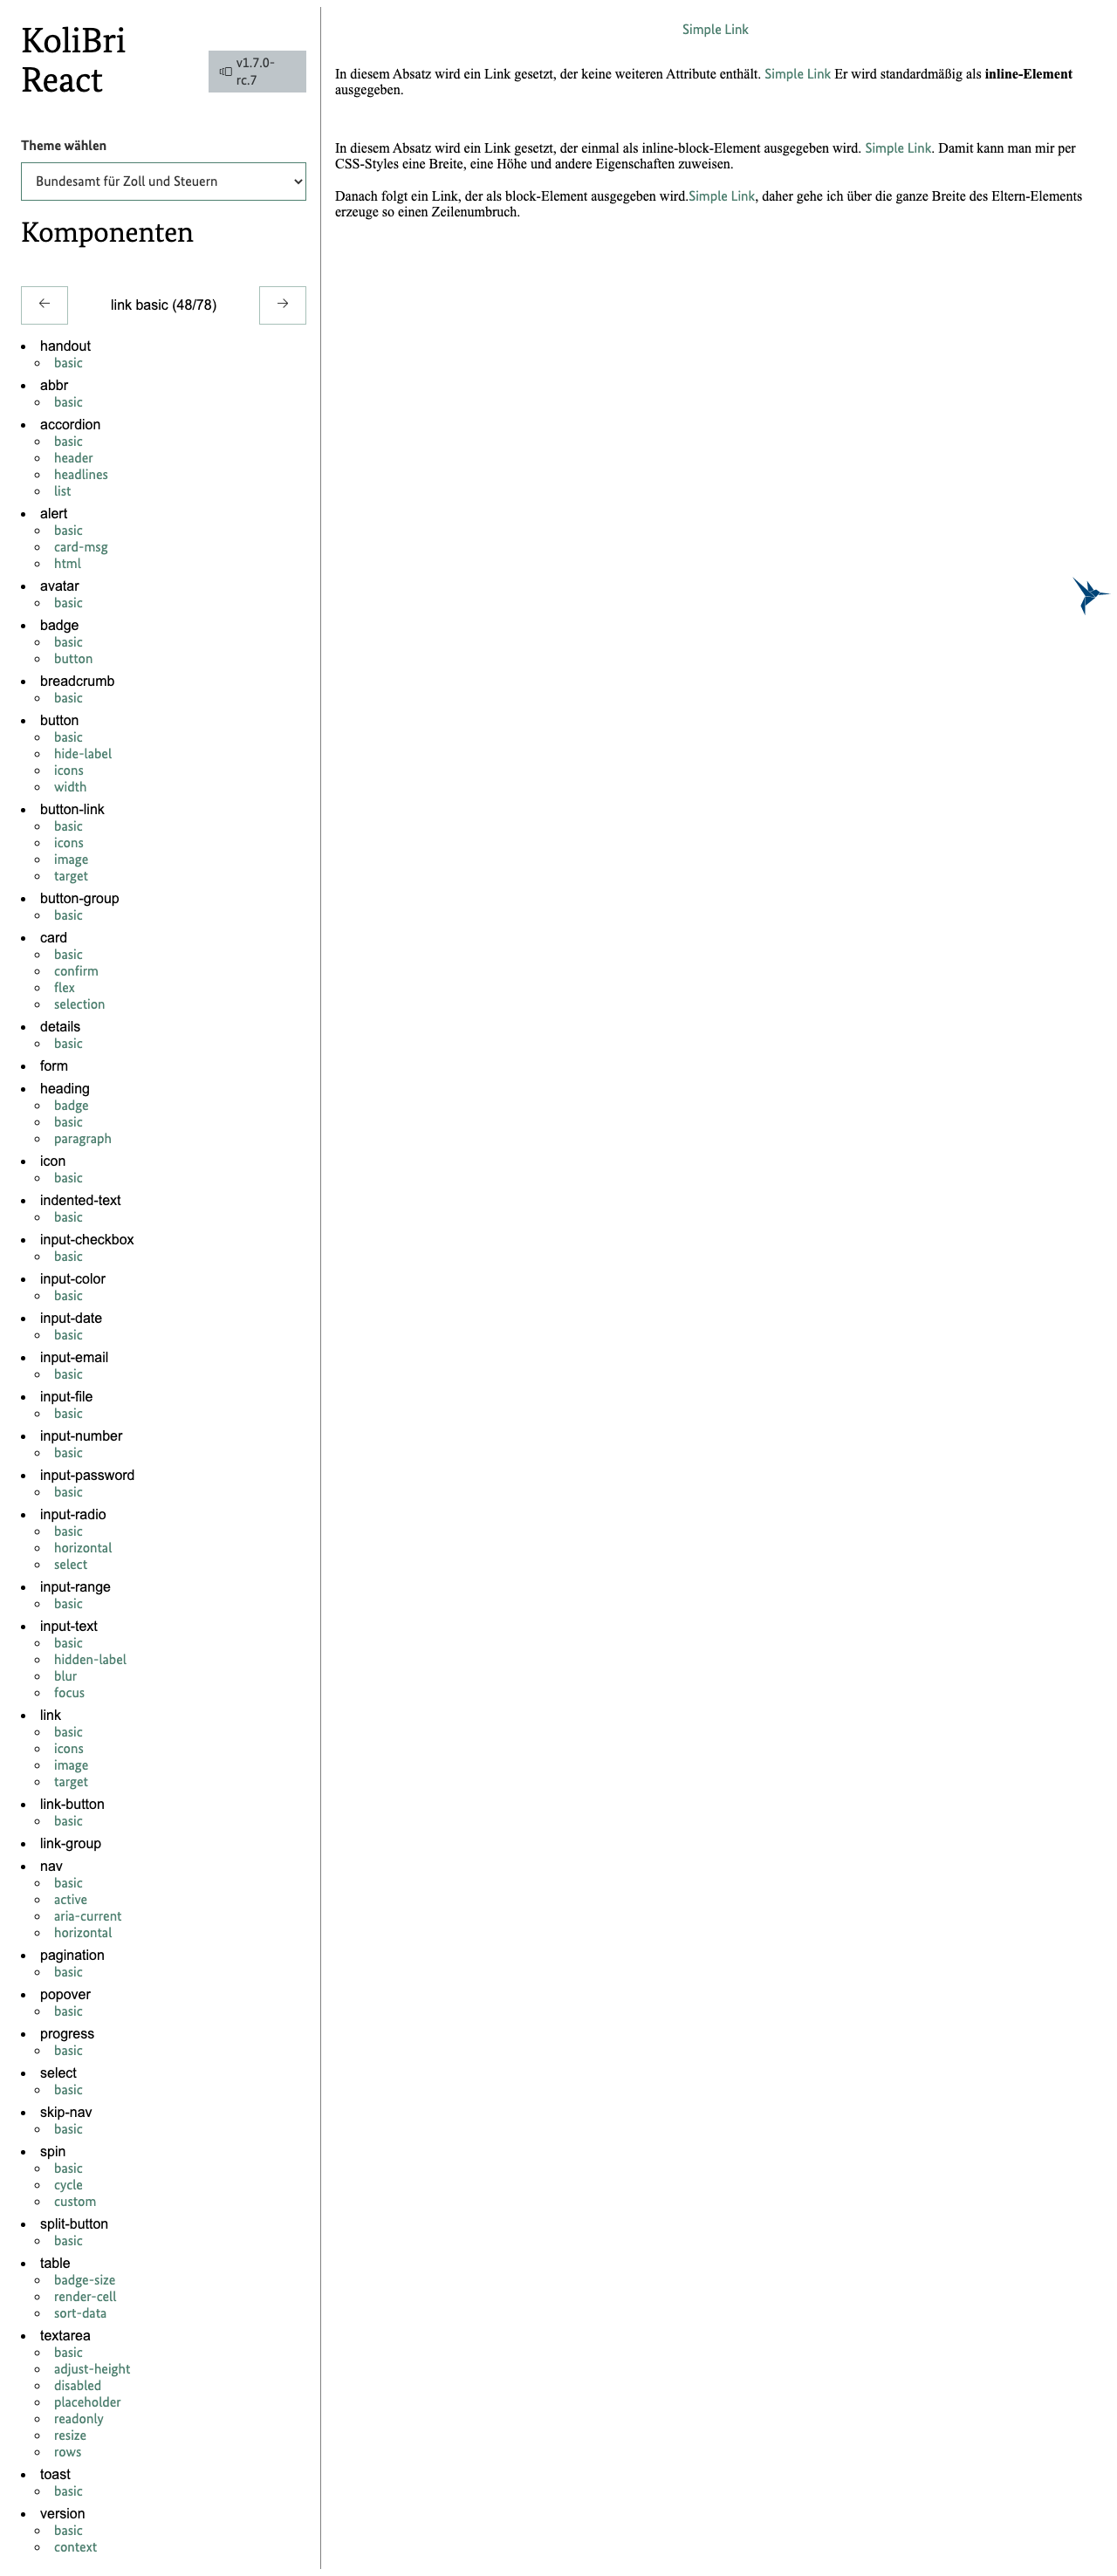 KoliBri
React
v1.7.0-
rc.7
Theme wählen
Bundesamt für Zoll und Steuern
Komponenten
← link basic (48/78) →
handout
basic
abbr
basic
accordion
basic
header
headlines
list
alert
basic
card-msg
html
avatar
basic
badge
basic
button
breadcrumb
basic
button
basic
hide-label
icons
width
button-link
basic
icons
image
target
button-group
basic
card
basic
confirm
flex
selection
details
basic
form
heading
badge
basic
paragraph
icon
basic
indented-text
basic
input-checkbox
basic
input-color
basic
input-date
basic
input-email
basic
input-file
basic
input-number
basic
input-password
basic
input-radio
basic
horizontal
select
input-range
basic
input-text
basic
hidden-label
blur
focus
link
basic
icons
image
target
link-button
basic
link-group
nav
basic
active
aria-current
horizontal
pagination
basic
popover
basic
progress
basic
select
basic
skip-nav
basic
spin
basic
cycle
custom
split-button
basic
table
badge-size
render-cell
sort-data
textarea
basic
adjust-height
disabled
placeholder
readonly
resize
rows
toast
basic
version
basic
context
Simple Link
In diesem Absatz wird ein Link gesetzt, der keine weiteren Attribute enthält. Simple Link Er wird standardmäßig als inline-Element
ausgegeben.
In diesem Absatz wird ein Link gesetzt, der einmal als inline-block-Element ausgegeben wird. Simple Link. Damit kann man mir per
CSS-Styles eine Breite, eine Höhe und andere Eigenschaften zuweisen.
Danach folgt ein Link, der als block-Element ausgegeben wird.Simple Link, daher gehe ich über die ganze Breite des Eltern-Elements
erzeuge so einen Zeilenumbruch.